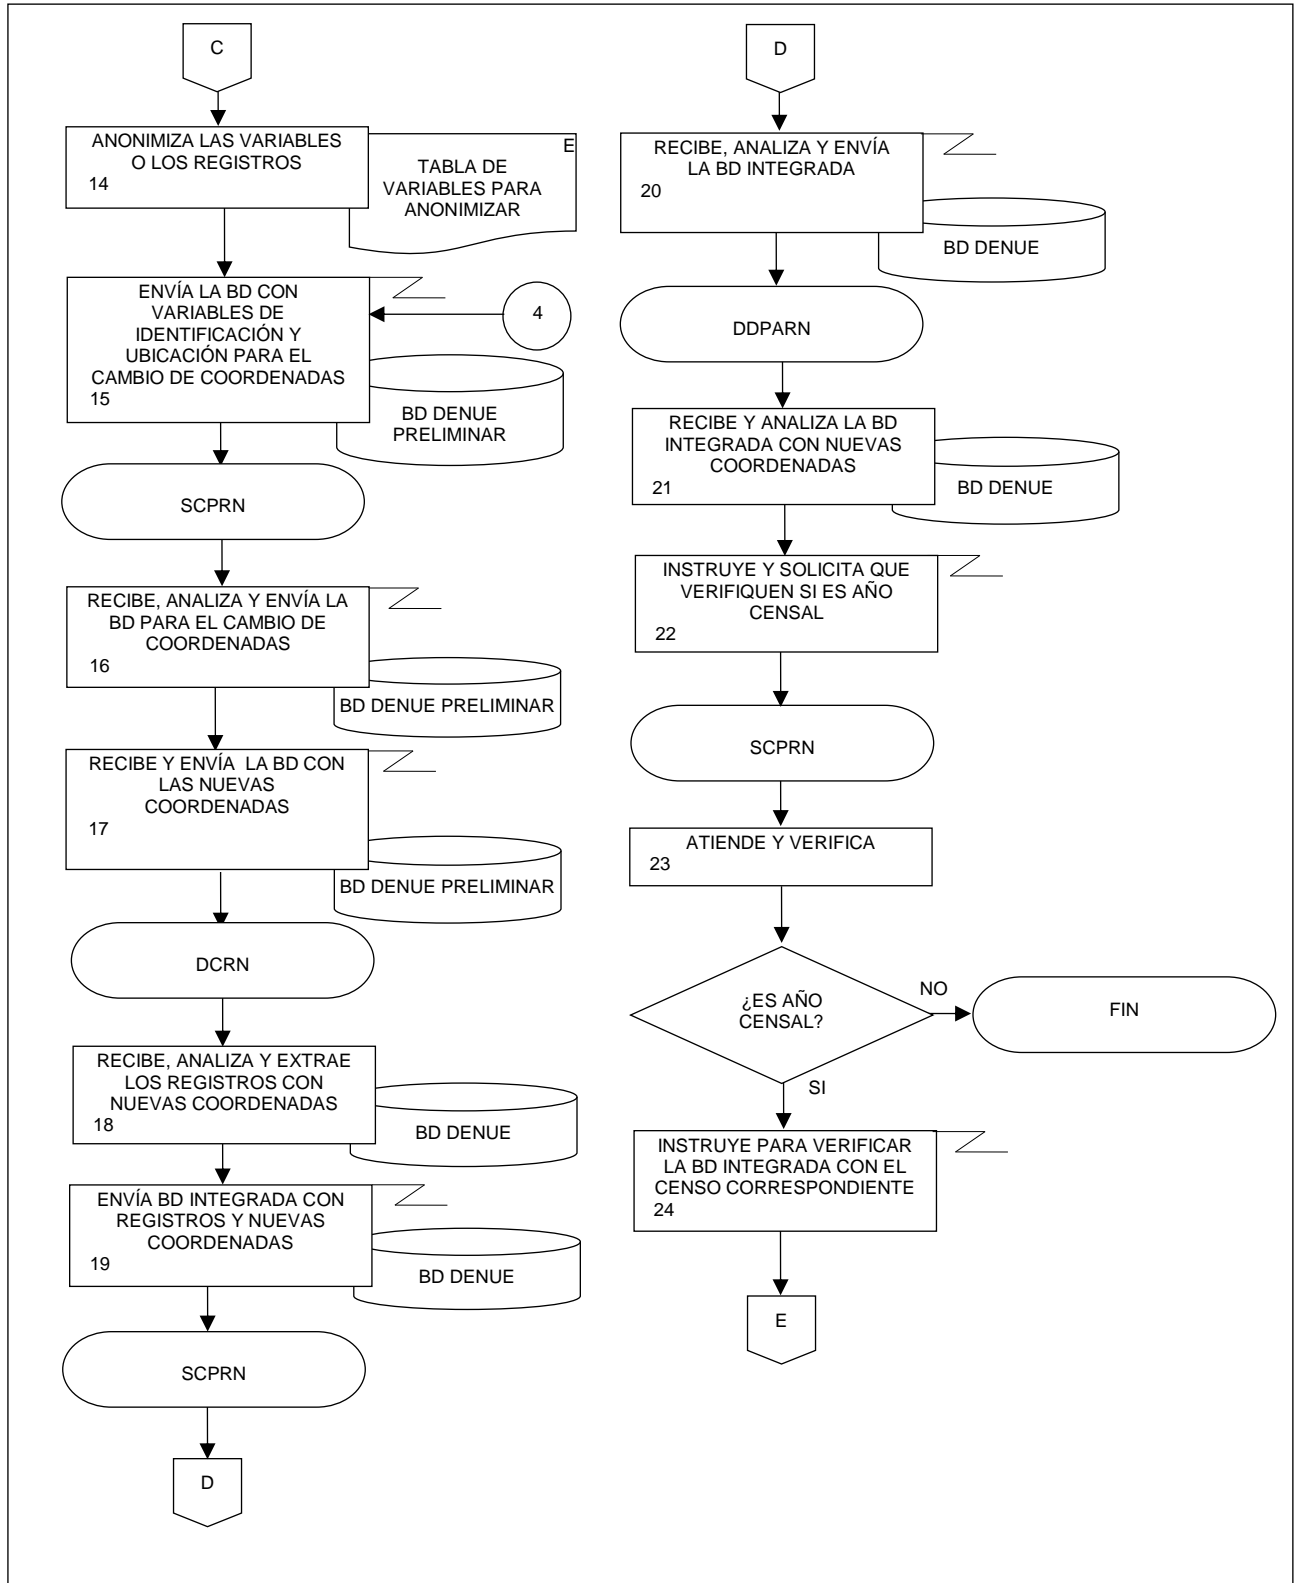 C
ANONIMIZA LAS VARIABLES
O LOS REGISTROS
14
E
TABLA DE
VARIABLES PARA
ANONIMIZAR
ENVÍA LA BD CON
VARIABLES DE
IDENTIFICACIÓN Y
UBICACIÓN PARA EL
CAMBIO DE COORDENADAS
15
4
BD DENUE
PRELIMINAR
SCPRN
RECIBE, ANALIZA Y ENVÍA LA
BD PARA EL CAMBIO DE
COORDENADAS
16
BD DENUE PRELIMINAR
RECIBE Y ENVÍA  LA BD CON
LAS NUEVAS
COORDENADAS
17
BD DENUE PRELIMINAR
DCRN
RECIBE, ANALIZA Y EXTRAE
LOS REGISTROS CON
NUEVAS COORDENADAS
18
BD DENUE
ENVÍA BD INTEGRADA CON
REGISTROS Y NUEVAS
COORDENADAS
19
BD DENUE
SCPRN
D
D
RECIBE, ANALIZA Y ENVÍA
LA BD INTEGRADA
20
BD DENUE
DDPARN
RECIBE Y ANALIZA LA BD
INTEGRADA CON NUEVAS
COORDENADAS
21
BD DENUE
INSTRUYE Y SOLICITA QUE
VERIFIQUEN SI ES AÑO
CENSAL
22
SCPRN
ATIENDE Y VERIFICA
23
¿ES AÑO
CENSAL?
NO
FIN
SI
INSTRUYE PARA VERIFICAR
LA BD INTEGRADA CON EL
CENSO CORRESPONDIENTE
24
E